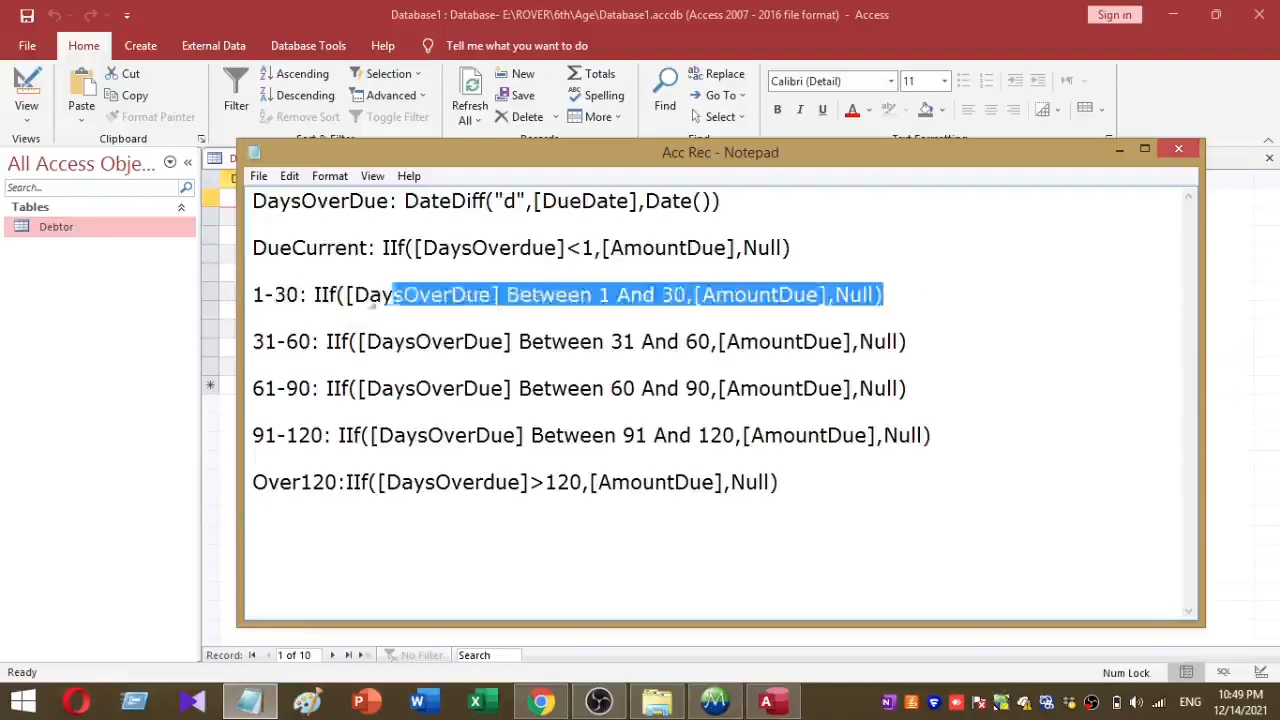 Database1 : Database- E:\ROVER\6th\Age\Database1.accdb (Access 2007 - 2016 file format) - Access
Sign in
File Home Create External Data Database Tools Help Tell me what you want to do
View
Views
Paste
Cut
Copy
Format Painter
Clipboard
Filter
Ascending
Descending
Remove Sort
Selection
Advanced
Toggle Filter
Refresh
All
New
Save
Delete
Totals
Spelling
More
Find
Replace
Go To
Select
Calibri (Detail) 11
B I U A
All Access Obje...
Search...
Tables
Debtor
Acc Rec - Notepad
File Edit Format View Help
DaysOverDue: DateDiff("d",[DueDate],Date())
DueCurrent: IIf([DaysOverdue]<1,[AmountDue],Null)
1-30: IIf([DaysOverDue] Between 1 And 30,[AmountDue],Null)
31-60: IIf([DaysOverDue] Between 31 And 60,[AmountDue],Null)
61-90: IIf([DaysOverDue] Between 60 And 90,[AmountDue],Null)
91-120: IIf([DaysOverDue] Between 91 And 120,[AmountDue],Null)
Over120:IIf([DaysOverdue]>120,[AmountDue],Null)
Record: 1 of 10 No Filter Search
Ready
Num Lock
SQL
ENG
10:49 PM
12/14/2021